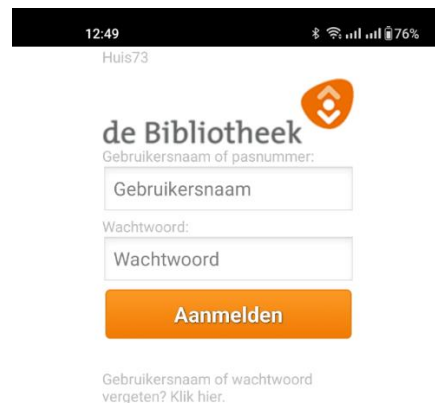 12:49 76%
Huis73
de Bibliotheek
Gebruikersnaam of pasnummer:
Gebruikersnaam
Wachtwoord:
Wachtwoord
Aanmelden
Gebruikersnaam of wachtwoord
vergeten? Klik hier.